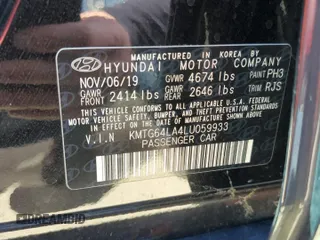 MANUFACTURED IN KOREA BY
HYUNDAI MOTOR COMPANY
NOV/06/19 GVWR 4674 lbs PAINT PH3
GAWR FRONT 2414 lbs GAWR REAR 2646 lbs TRIM RJS
THIS VEHICLE CONFORMS TO ALL APPLICABLE
U.S. FEDERAL MOTOR VEHICLE
SAFETY, BUMPER, AND THEFT PREVENTION
STANDARDS IN EFFECT ON THE DATE OF
MANUFACTURE SHOWN ABOVE.
V.I.N KMTG64LA4LU059933
PASSENGER CAR
© IAAI